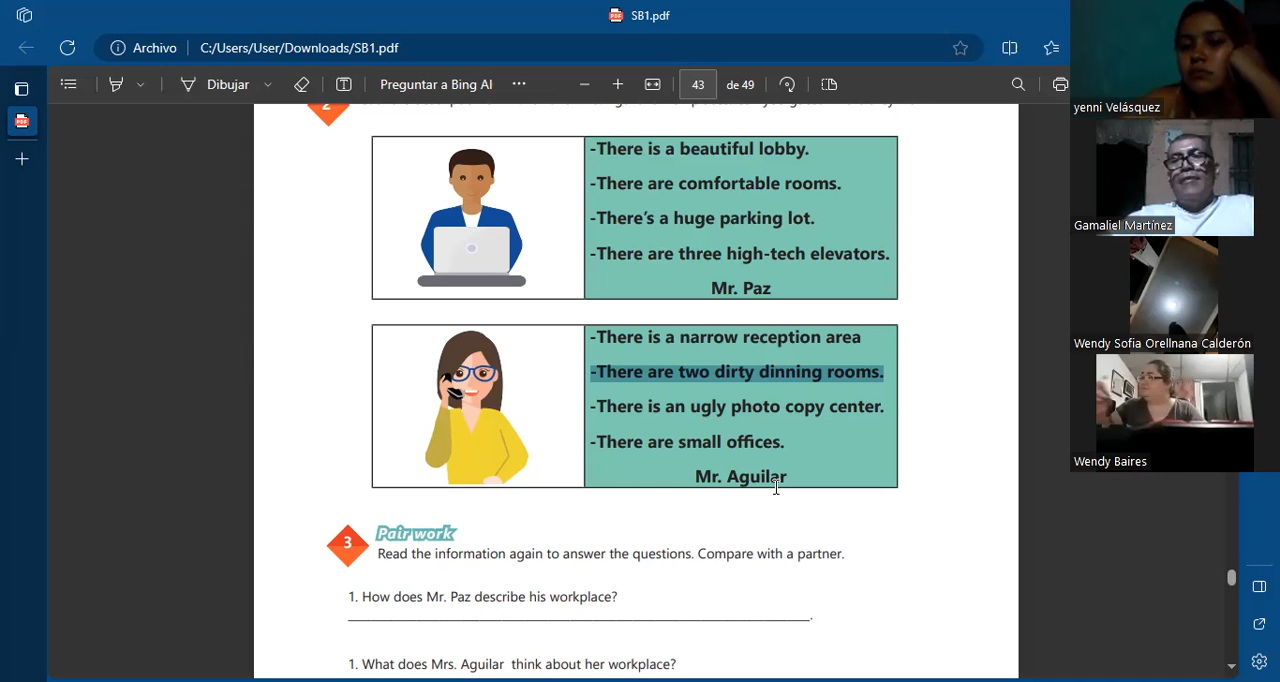 SB1.pdf
Archivo C:/Users/User/Downloads/SB1.pdf
Dibujar
Preguntar a Bing AI
43 de 49
2
-There is a beautiful lobby.
-There are comfortable rooms.
-There's a huge parking lot.
-There are three high-tech elevators.
Mr. Paz
-There is a narrow reception area
-There are two dirty dinning rooms.
-There is an ugly photo copy center.
-There are small offices.
Mr. Aguilar
3
Pair work
Read the information again to answer the questions. Compare with a partner.
1. How does Mr. Paz describe his workplace?
1. What does Mrs. Aguilar think about her workplace?
yenni Velásquez
Gamaliel Martínez
Wendy Sofia Orellnana Calderón
Wendy Baires